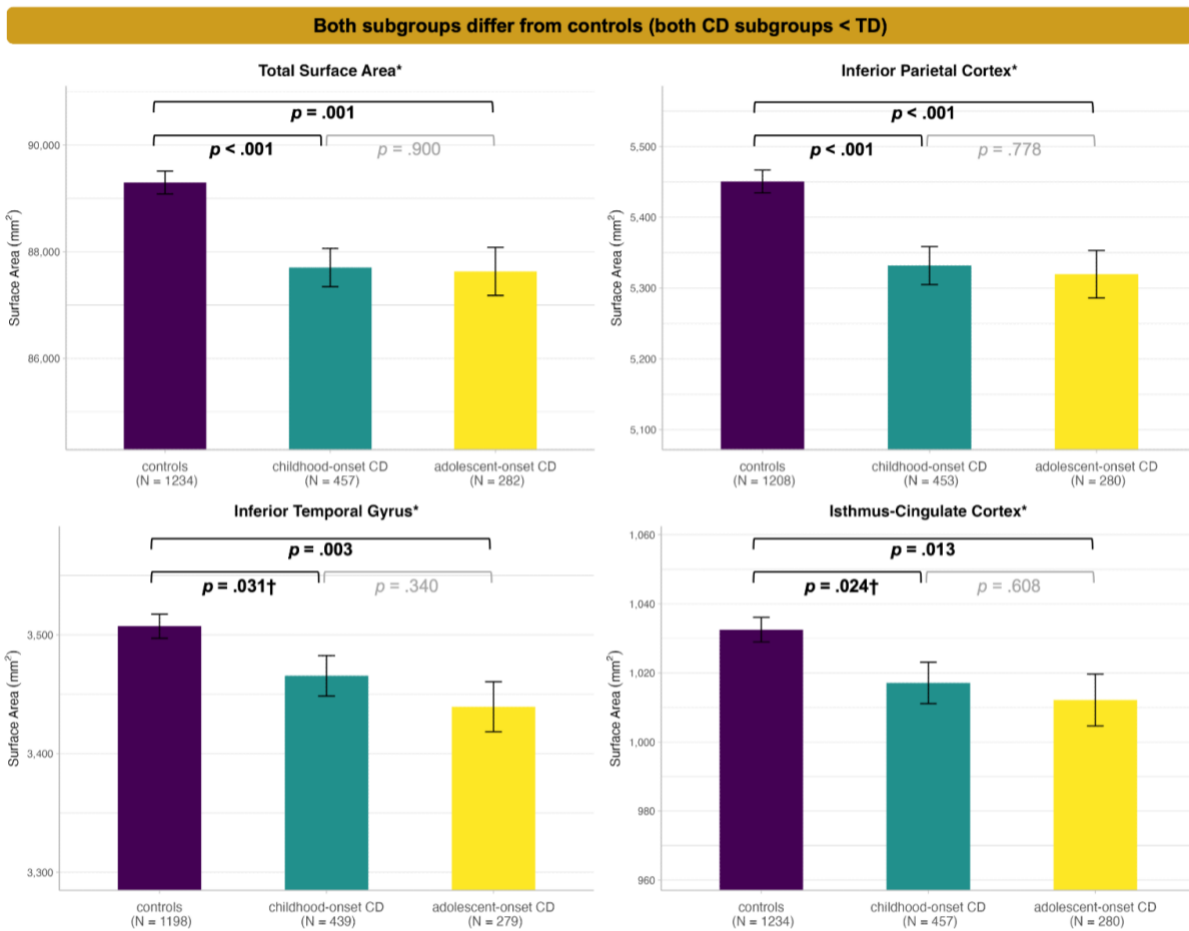 Both subgroups differ from controls (both CD subgroups < TD)
Total Surface Area*
p = .001
p < .001
p = .900
90,000
88,000
86,000
Surface Area (mm²)
controls
(N = 1234)
childhood-onset CD
(N = 457)
adolescent-onset CD
(N = 282)
Inferior Parietal Cortex*
p < .001
p < .001
p = .778
5,500
5,400
5,300
5,200
5,100
Surface Area (mm²)
controls
(N = 1208)
childhood-onset CD
(N = 453)
adolescent-onset CD
(N = 280)
Inferior Temporal Gyrus*
p = .003
p = .031†
p = .340
3,500
3,400
3,300
Surface Area (mm²)
controls
(N = 1198)
childhood-onset CD
(N = 439)
adolescent-onset CD
(N = 279)
Isthmus-Cingulate Cortex*
p = .013
p = .024†
p = .608
1,060
1,040
1,020
1,000
980
960
Surface Area (mm²)
controls
(N = 1234)
childhood-onset CD
(N = 457)
adolescent-onset CD
(N = 280)